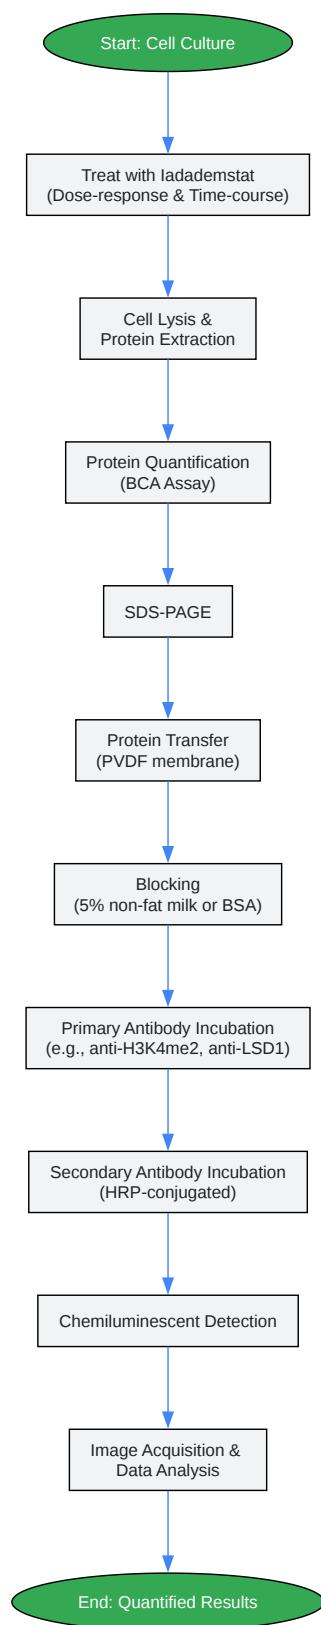 Start: Cell Culture
Treat with Iadademstat
(Dose-response & Time-course)
Cell Lysis &
Protein Extraction
Protein Quantification
(BCA Assay)
SDS-PAGE
Protein Transfer
(PVDF membrane)
Blocking
(5% non-fat milk or BSA)
Primary Antibody Incubation
(e.g., anti-H3K4me2, anti-LSD1)
Secondary Antibody Incubation
(HRP-conjugated)
Chemiluminescent Detection
Image Acquisition &
Data Analysis
End: Quantified Results